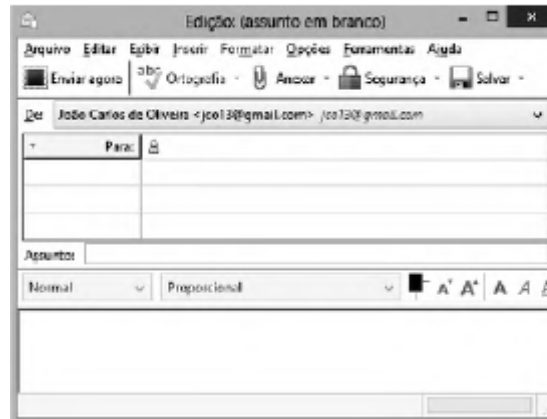 Edição: (assunto em branco)
Arquivo Editar Exibir Inserir Formatar Opções Ferramentas Ajuda
Enviar agora abc Ortografia Anexar Segurança Salvar
De: João Carlos de Oliveira <jco13@gmail.com> jco13@gmail.com
Para:
Assunto:
Normal Proporcional A A A A A